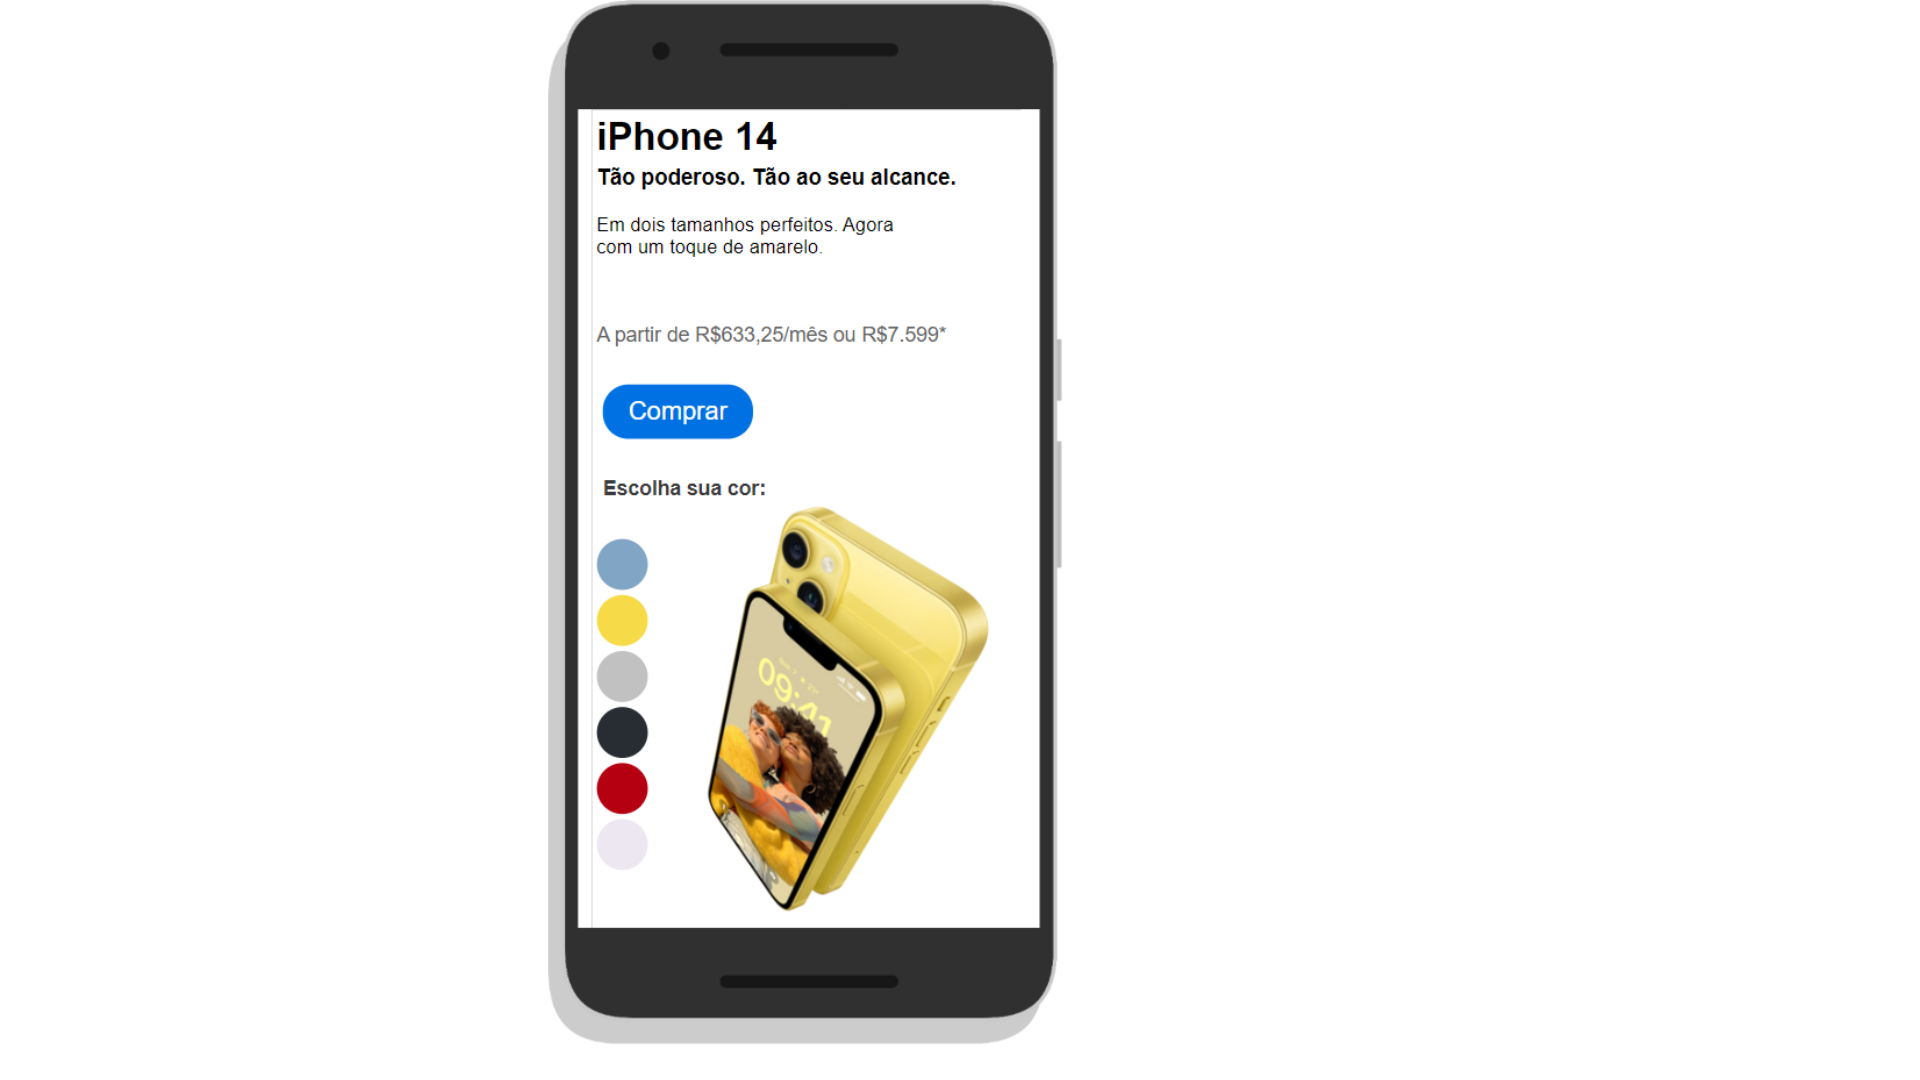 iPhone 14
Tão poderoso. Tão ao seu alcance.
Em dois tamanhos perfeitos. Agora
com um toque de amarelo.
A partir de R$633,25/mês ou R$7.599*
Comprar
Escolha sua cor:
09:41